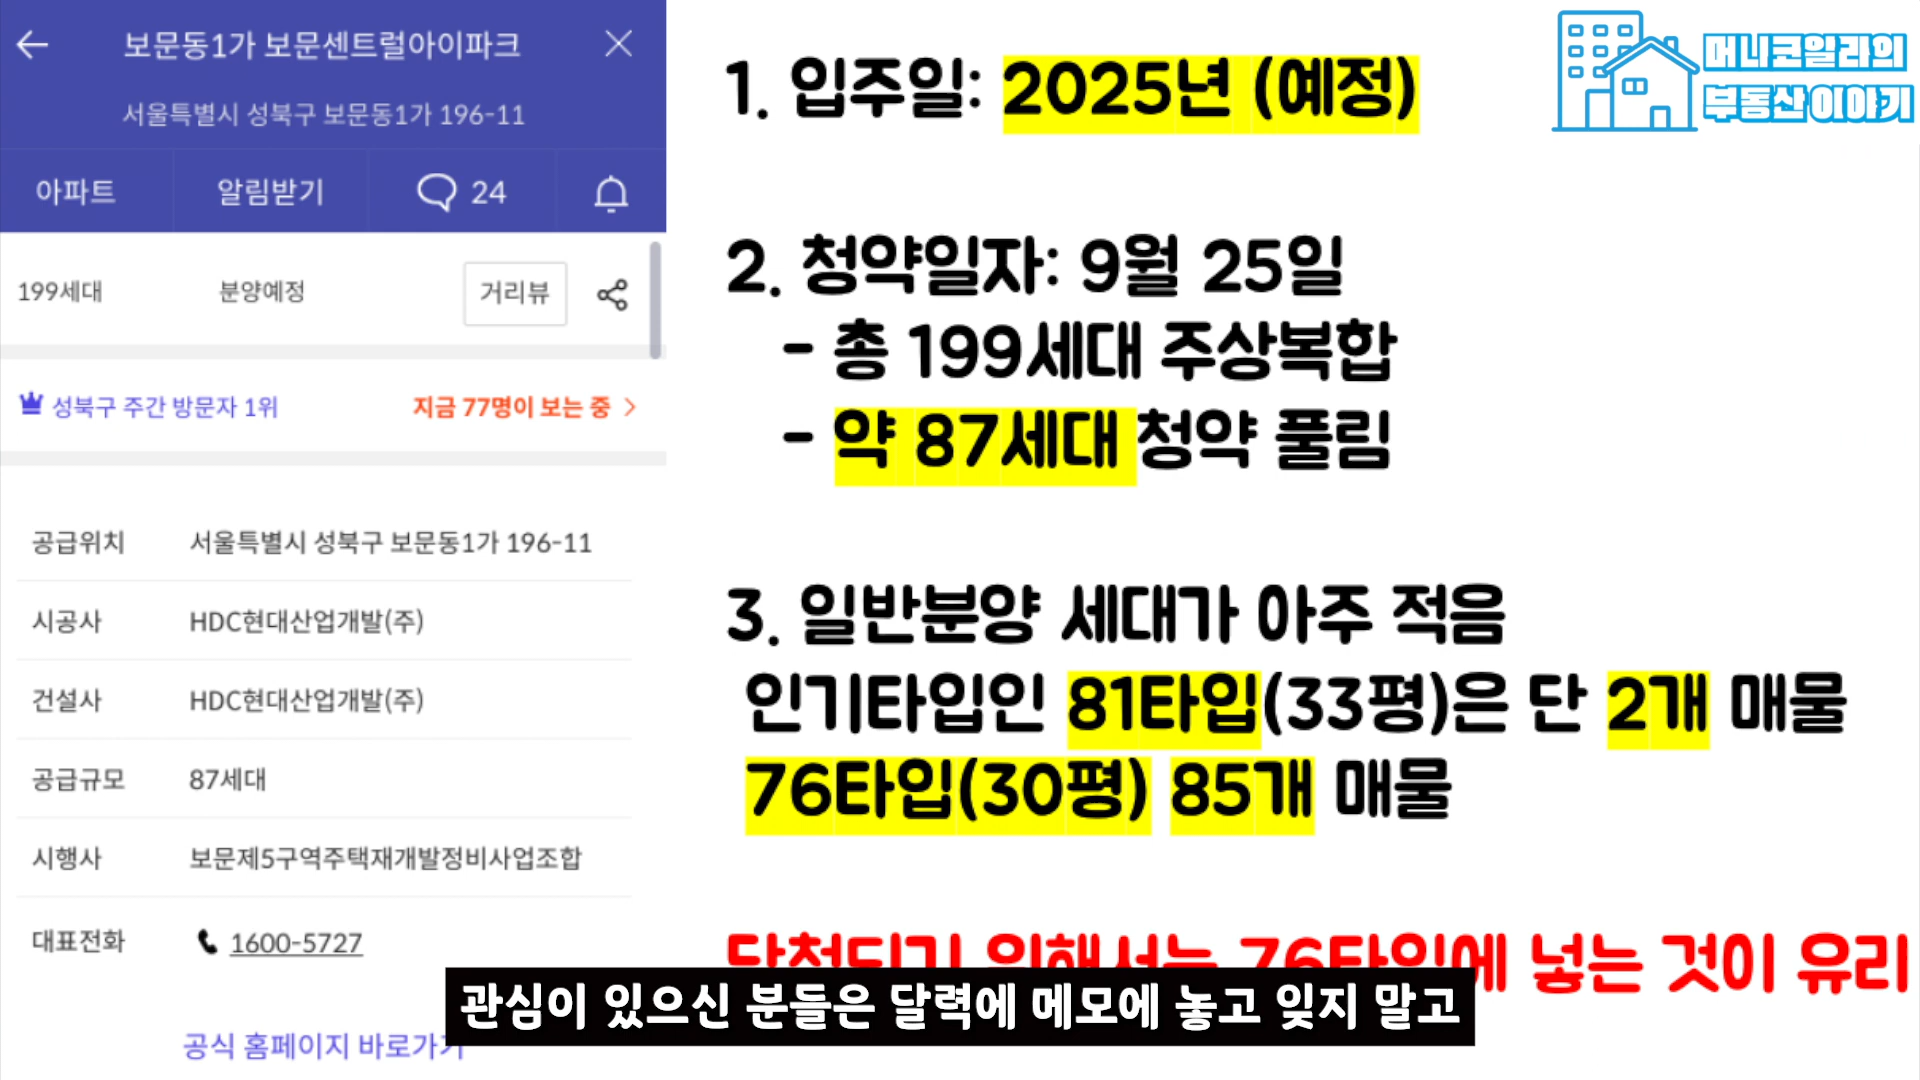 보문동1가 보문센트럴아이파크
서울특별시 성북구 보문동1가 196-11
아파트 알림받기 24
199세대 분양예정 거리뷰
성북구 주간 방문자 1위 지금 77명이 보는 중
공급위치 서울특별시 성북구 보문동1가 196-11
시공사 HDC현대산업개발(주)
건설사 HDC현대산업개발(주)
공급규모 87세대
시행사 보문제5구역주택재개발정비사업조합
대표전화 1600-5727
공식 홈페이지 바로가기
머니코일라의
부동산이야기
1. 입주일: 2025년 (예정)
2. 청약일자: 9월 25일
- 총 199세대 주상복합
- 약 87세대 청약 풀림
3. 일반분양 세대가 아주 적음
인기타입인 81타입(33평)은 단 2개 매물
76타입(30평) 85개 매물
당첨되기 위해서는 76타입에 넣는 것이 유리
관심이 있으신 분들은 달력에 메모에 놓고 잊지 말고